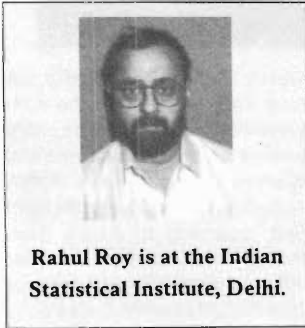 Rahul Roy is at the Indian
Statistical Institute, Delhi.